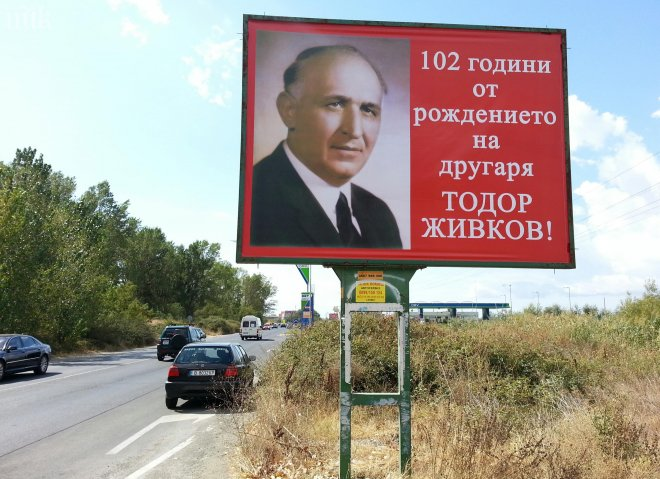 102 години
от
рождението
на
другаря
ТОДОР
ЖИВКОВ!